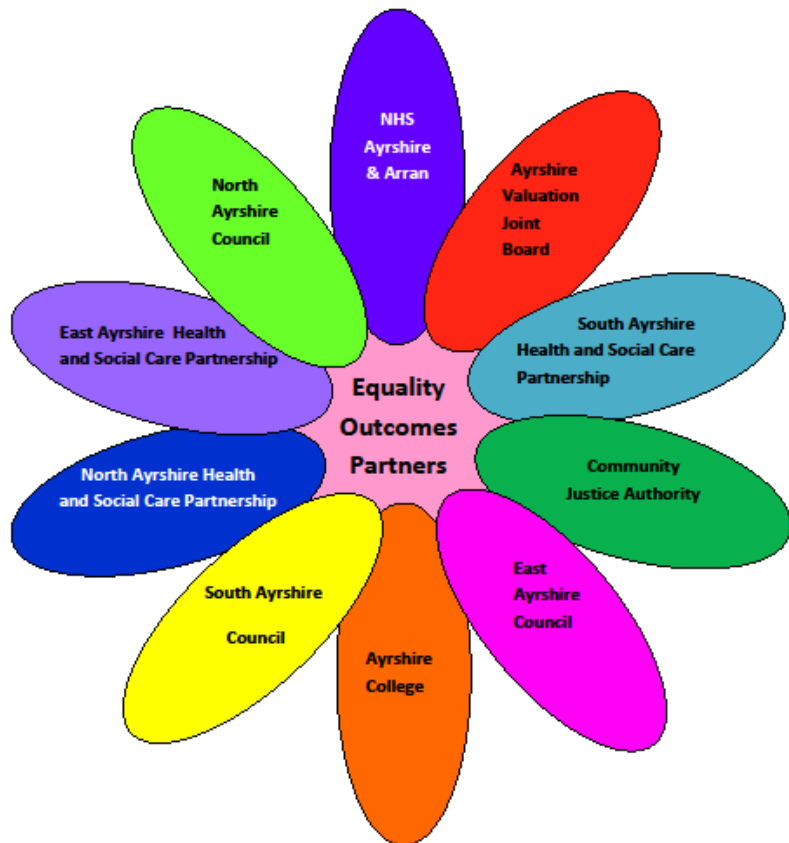 NHS
Ayrshire
& Arran
Ayrshire
Valuation
Joint
Board
South Ayrshire
Health and Social Care
Partnership
Community
Justice Authority
East
Ayrshire
Council
Ayrshire
College
South Ayrshire
Council
North Ayrshire Health
and Social Care Partnership
East Ayrshire Health
and Social Care Partnership
North
Ayrshire
Council
Equality
Outcomes
Partners